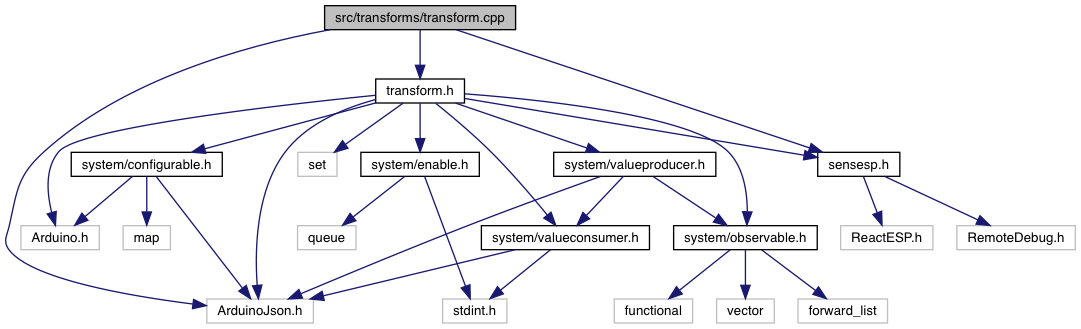 src/transforms/transform.cpp
transform.h
system/configurable.h
set
system/enable.h
system/valueproducer.h
sensesp.h
Arduino.h
map
queue
system/valueconsumer.h
system/observable.h
ReactESP.h
RemoteDebug.h
ArduinoJson.h
stdint.h
functional
vector
forward_list